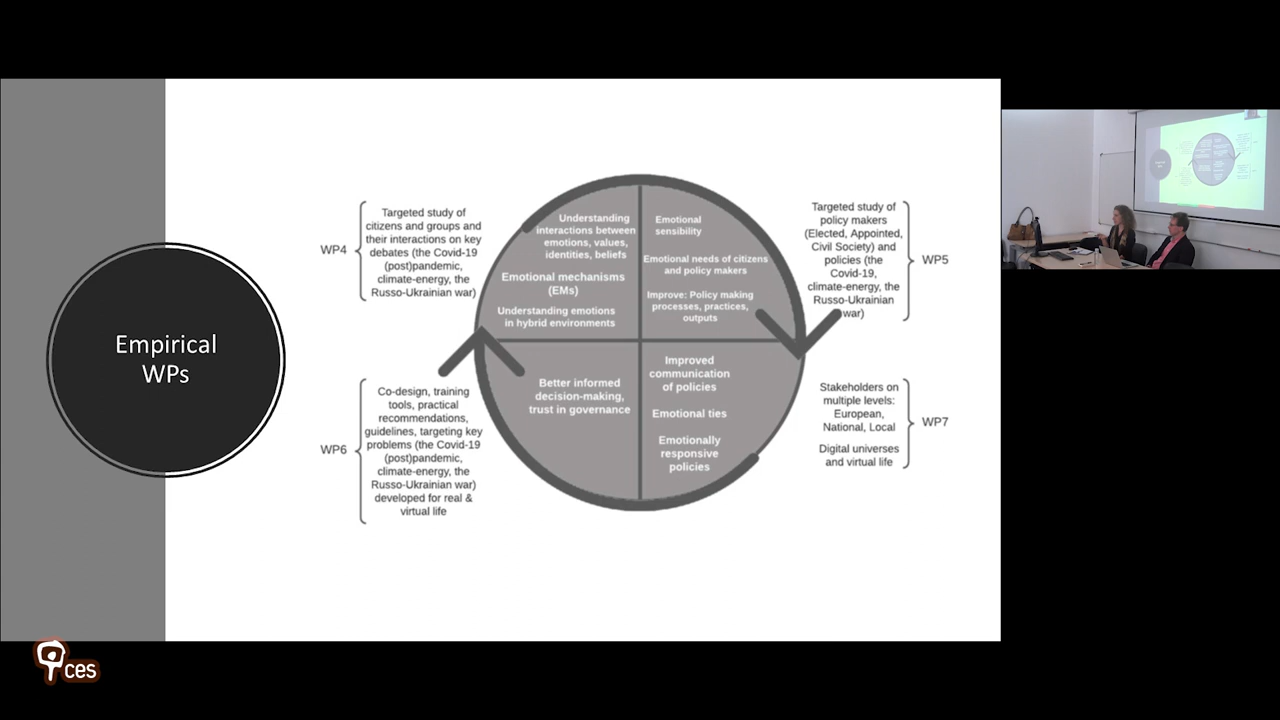 Empirical
WPs
WP4
Targeted study of
citizens and groups and
their interactions on key
debates (the Covid-19
(post)pandemic,
climate-energy, the
Russo-Ukrainian war)
Understanding
interactions between
emotions, values,
identities, beliefs
Emotional mechanisms
(EMs)
Understanding emotions
in hybrid environments
Emotional
sensibility
Emotional needs of citizens
and policy makers
Improve: Policy making
processes, practices,
outputs
Targeted study of
policy makers
(Elected, Appointed,
Civil Society) and
policies (the
Covid-19,
climate-energy, the
Russo-Ukrainian
war)
WP5
WP6
Co-design, training
tools, practical
recommendations,
guidelines, targeting key
problems (the Covid-19
(post)pandemic,
climate-energy, the
Russo-Ukrainian war)
developed for real &
virtual life
Better informed
decision-making,
trust in governance
Improved
communication
of policies
Emotional ties
Emotionally
responsive
policies
Stakeholders on
multiple levels:
European,
National, Local
Digital universes
and virtual life
WP7
ces